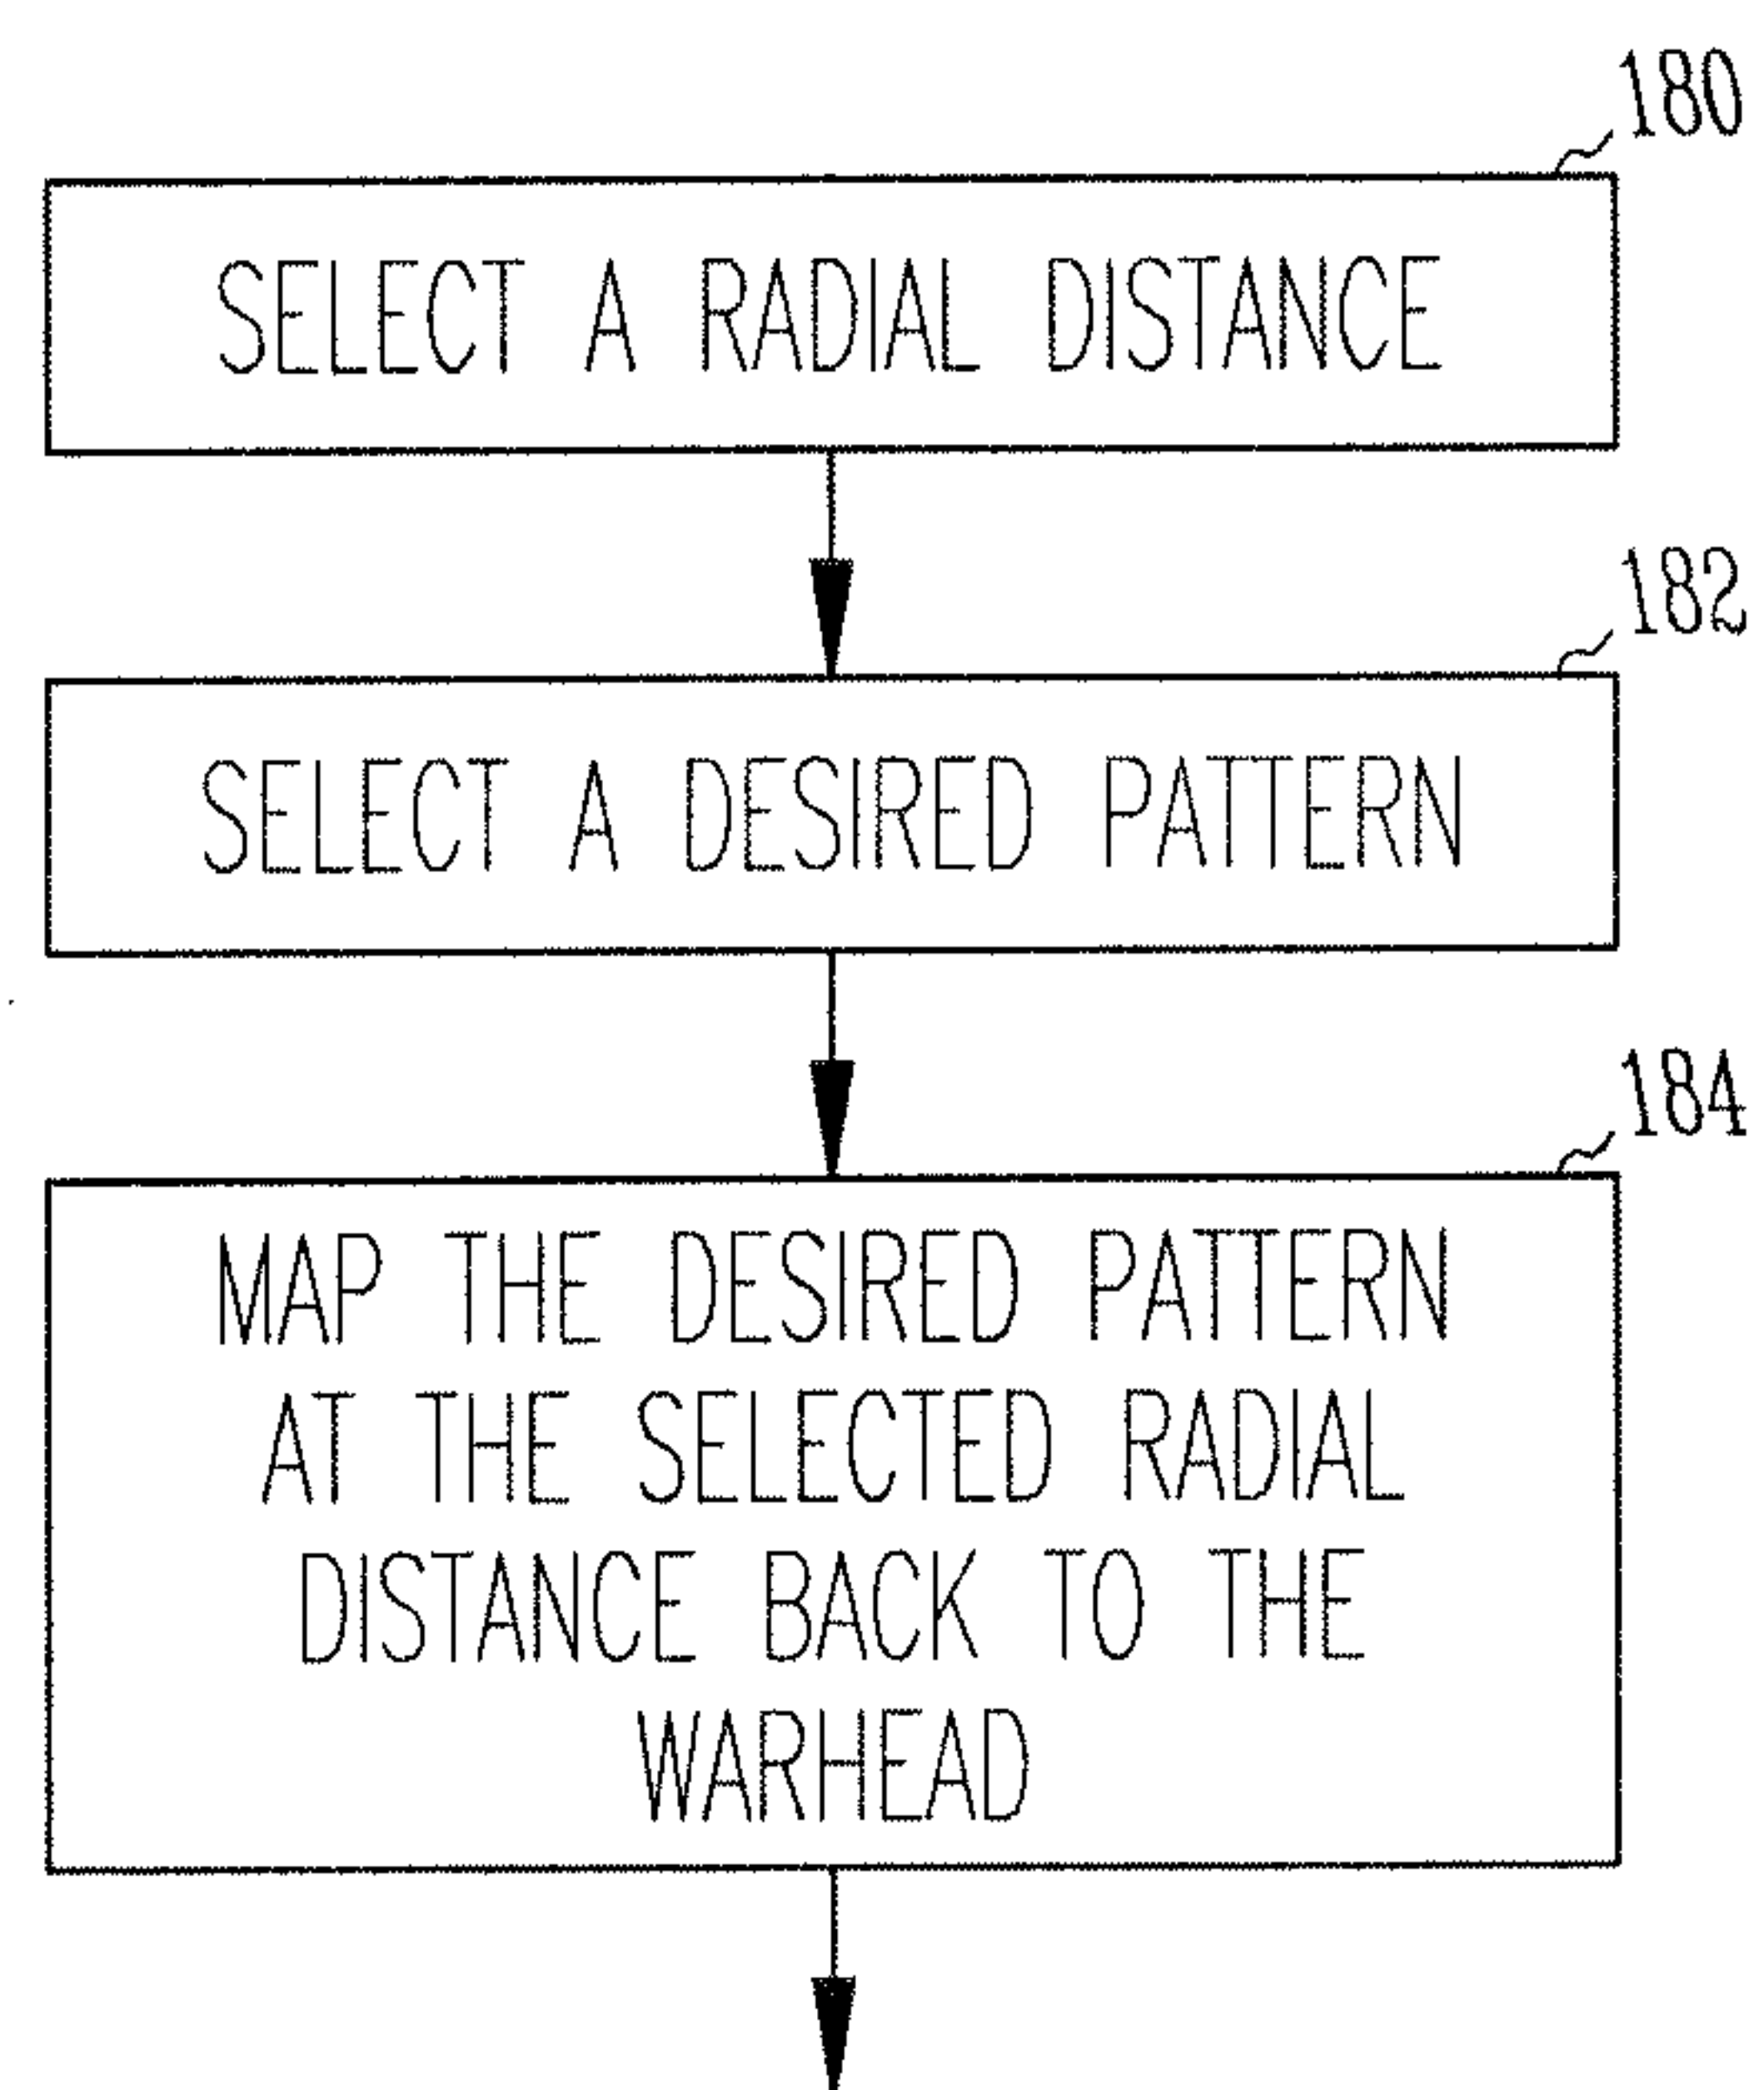 180
SELECT A RADIAL DISTANCE
182
SELECT A DESIRED PATTERN
184
MAP THE DESIRED PATTERN
AT THE SELECTED RADIAL
DISTANCE BACK TO THE
WARHEAD